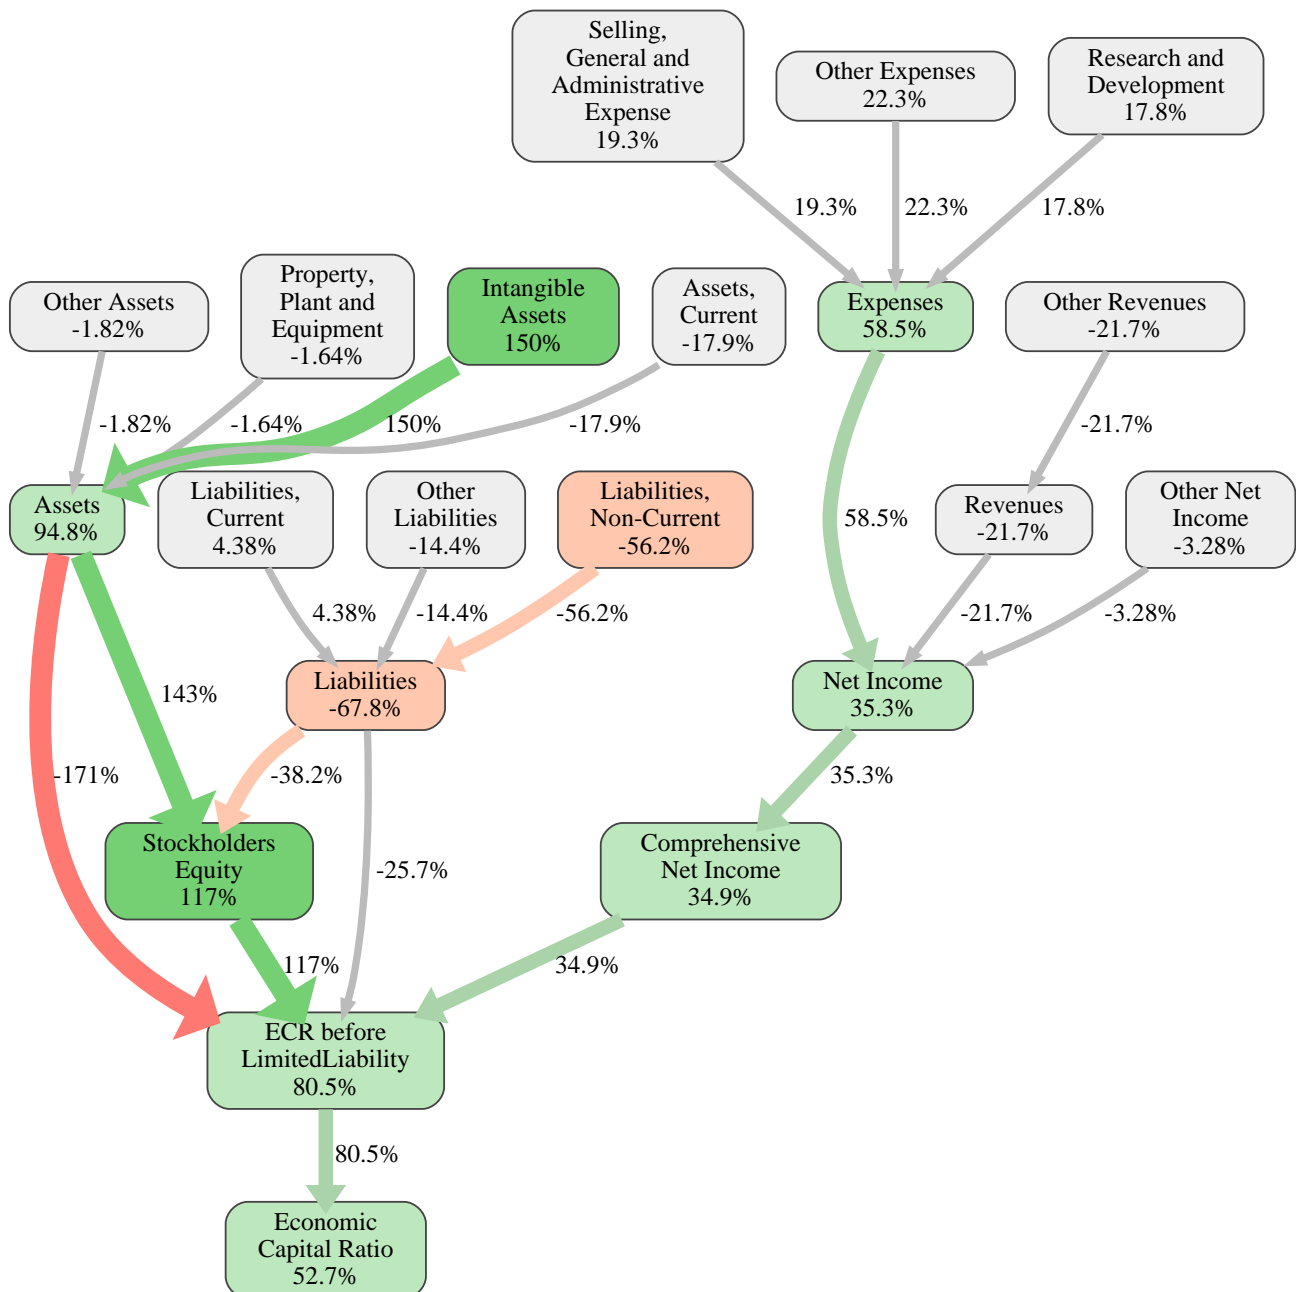 Selling,
General and
Administrative
Expense
19.3%
Other Expenses
22.3%
Research and
Development
17.8%
19.3%
22.3%
17.8%
Other Assets
-1.82%
Property,
Plant and
Equipment
-1.64%
Intangible
Assets
150%
Assets,
Current
-17.9%
Expenses
58.5%
Other Revenues
-21.7%
-1.82%
-1.64%
150%
-17.9%
-21.7%
Assets
94.8%
Liabilities,
Current
4.38%
Other
Liabilities
-14.4%
Liabilities,
Non-Current
-56.2%
58.5%
Revenues
-21.7%
Other Net
Income
-3.28%
4.38%
-14.4%
-56.2%
-21.7%
-3.28%
143%
Liabilities
-67.8%
Net Income
35.3%
-171%
-38.2%
35.3%
Stockholders
Equity
117%
-25.7%
Comprehensive
Net Income
34.9%
117%
34.9%
ECR before
LimitedLiability
80.5%
80.5%
Economic
Capital Ratio
52.7%